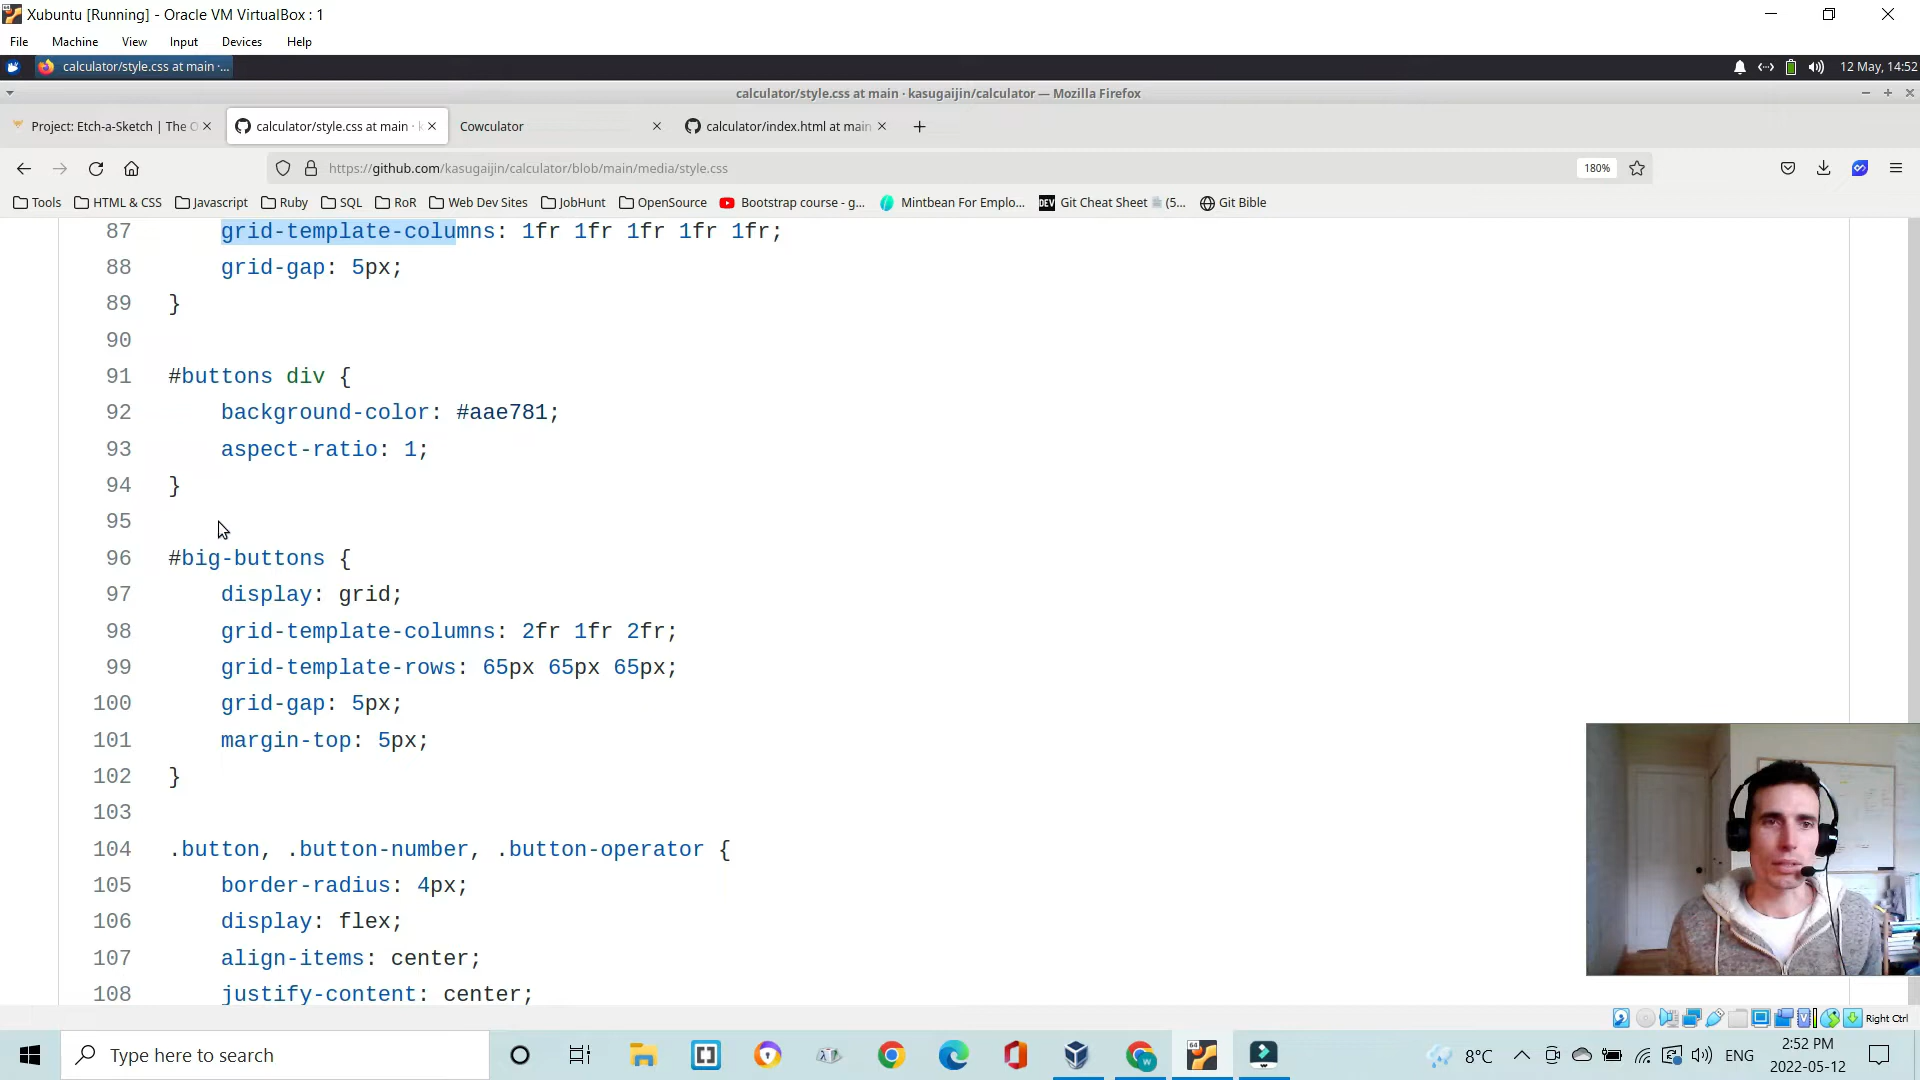 Xubuntu [Running] - Oracle VM VirtualBox : 1
File Machine View Input Devices Help
calculator/style.css at main ·...
12 May, 14:52
calculator/style.css at main · kasugaijin/calculator — Mozilla Firefox
Project: Etch-a-Sketch | The O
calculator/style.css at main · k
Cowculator
calculator/index.html at main
https://github.com/kasugaijin/calculator/blob/main/media/style.css
180%
Tools HTML & CSS Javascript Ruby SQL RoR Web Dev Sites JobHunt OpenSource Bootstrap course - g... Mintbean For Emplo... DEV Git Cheat Sheet (5... Git Bible
87 grid-template-columns: 1fr 1fr 1fr 1fr 1fr;
88 grid-gap: 5px;
89 }
90
91 #buttons div {
92 background-color: #aae781;
93 aspect-ratio: 1;
94 }
95
96 #big-buttons {
97 display: grid;
98 grid-template-columns: 2fr 1fr 2fr;
99 grid-template-rows: 65px 65px 65px;
100 grid-gap: 5px;
101 margin-top: 5px;
102 }
103
104 .button, .button-number, .button-operator {
105 border-radius: 4px;
106 display: flex;
107 align-items: center;
108 justify-content: center;
Right Ctrl
Type here to search
8°C
ENG
2:52 PM
2022-05-12